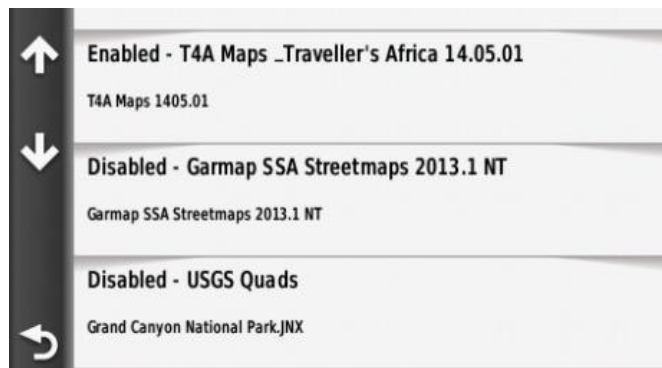 Enabled - T4A Maps _Traveller's Africa 14.05.01
T4A Maps 1405.01
Disabled - Garmap SSA Streetmaps 2013.1 NT
Garmap SSA Streetmaps 2013.1 NT
Disabled - USGS Quads
Grand Canyon National Park.JNX